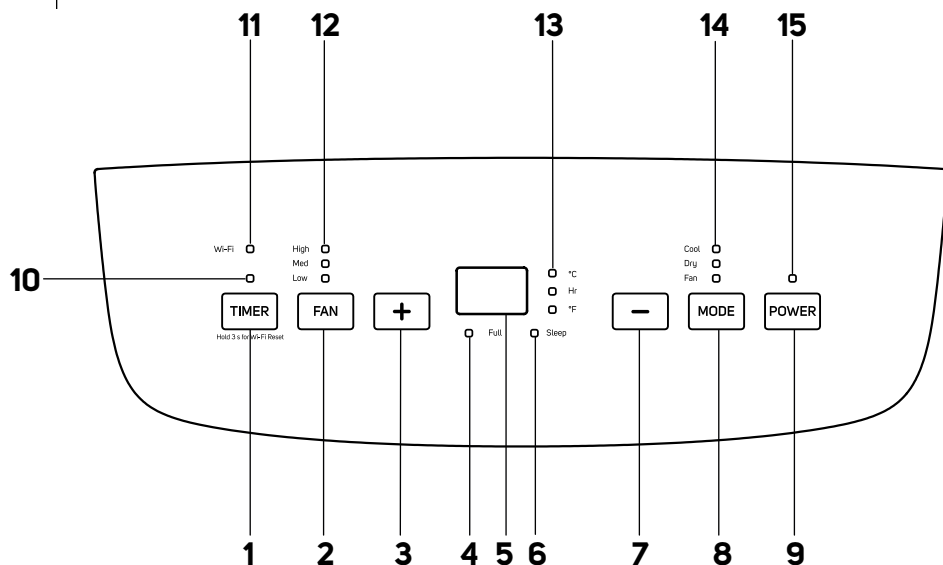 11 12 13 14 15
Wi-Fi High Cool
Med °C Dry
10 Low Hr Fan
°F
TIMER FAN + − MODE POWER
Hold 3 s for Wi-Fi Reset Full Sleep
1 2 3 4 5 6 7 8 9